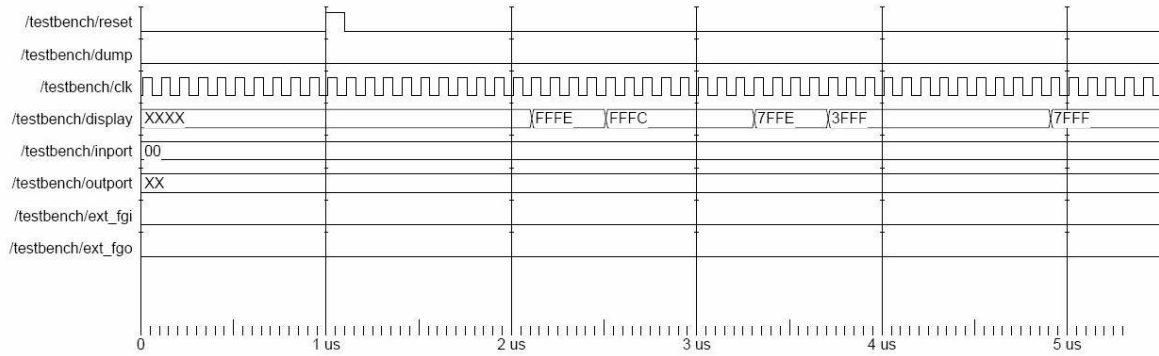 /testbench/reset
/testbench/dump
/testbench/clk
/testbench/display XXXX FFFE FFFC 7FFE 3FFF 7FFF
/testbench/inport 00
/testbench/outport XX
/testbench/ext_fgi
/testbench/ext_fgo
0 1 us 2 us 3 us 4 us 5 us